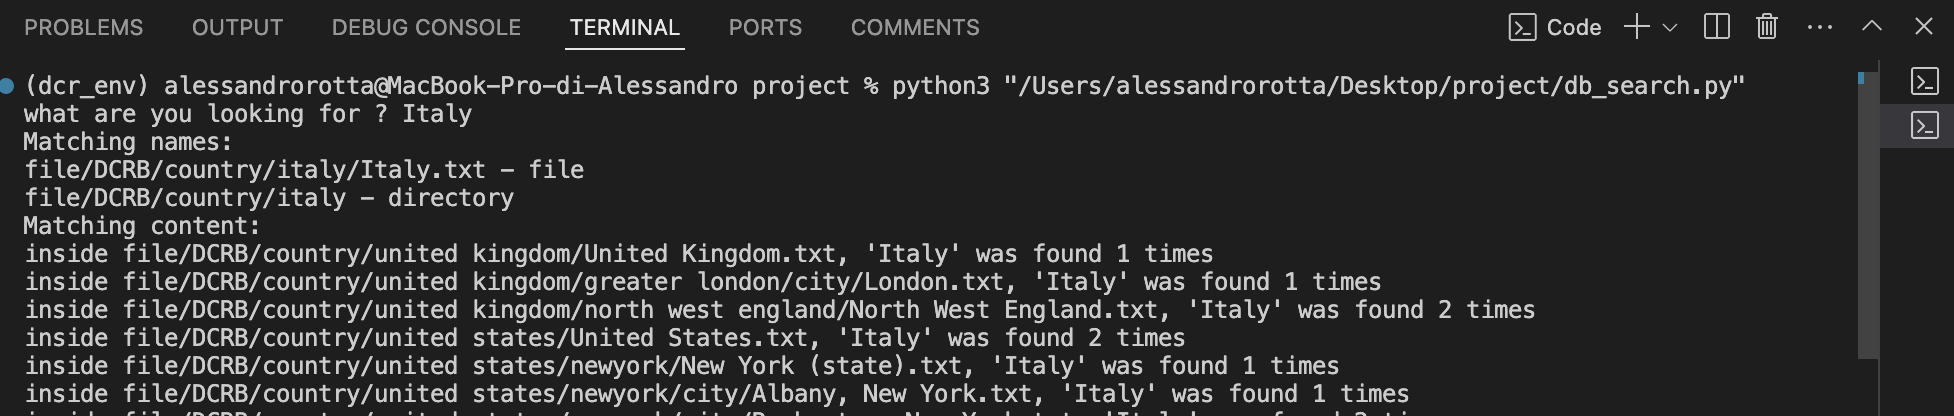 PROBLEMS OUTPUT DEBUG CONSOLE TERMINAL PORTS COMMENTS Code
(dcr_env) alessandrorotta@MacBook-Pro-di-Alessandro project % python3 "/Users/alessandrorotta/Desktop/project/db_search.py"
what are you looking for ? Italy
Matching names:
file/DCRB/country/italy/Italy.txt - file
file/DCRB/country/italy - directory
Matching content:
inside file/DCRB/country/united kingdom/United Kingdom.txt, 'Italy' was found 1 times
inside file/DCRB/country/united kingdom/greater london/city/London.txt, 'Italy' was found 1 times
inside file/DCRB/country/united kingdom/north west england/North West England.txt, 'Italy' was found 2 times
inside file/DCRB/country/united states/United States.txt, 'Italy' was found 2 times
inside file/DCRB/country/united states/newyork/New York (state).txt, 'Italy' was found 1 times
inside file/DCRB/country/united states/newyork/city/Albany, New York.txt, 'Italy' was found 1 times